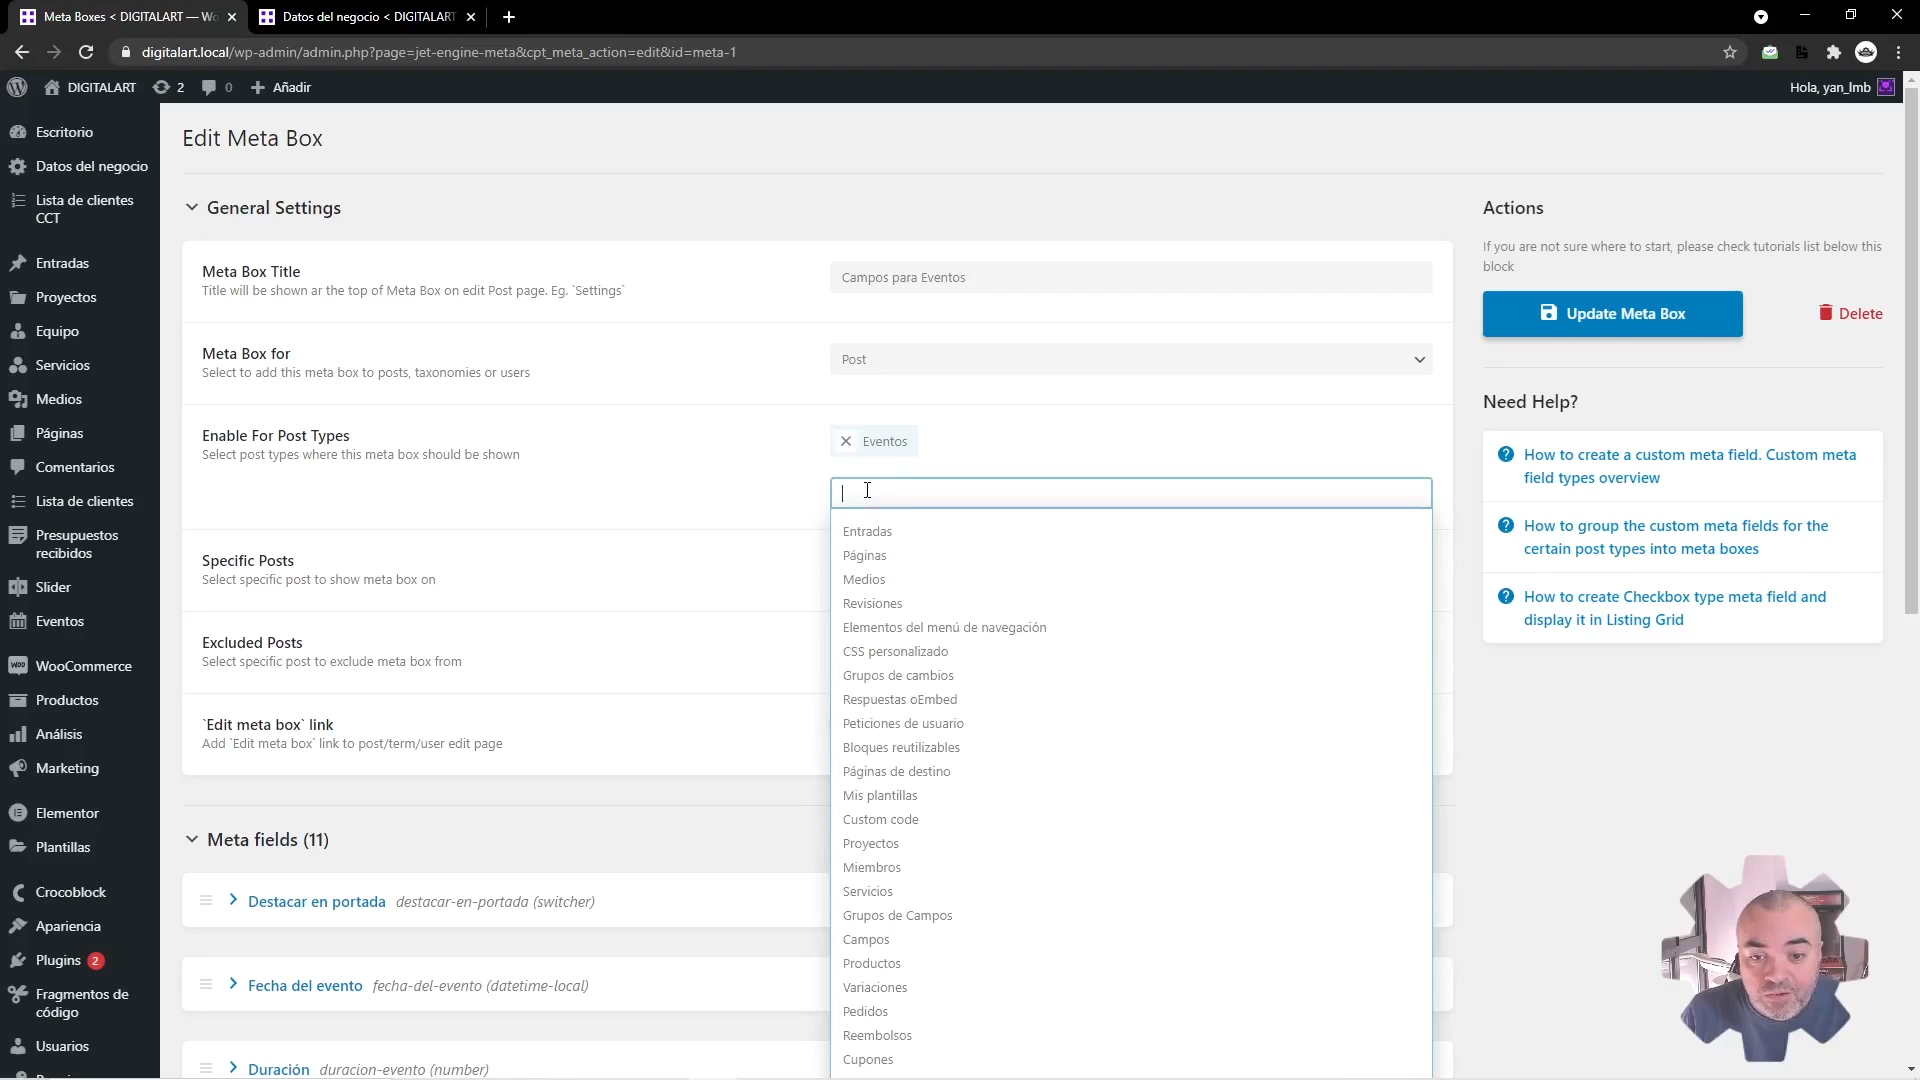 Meta Boxes < DIGITALART — Wo
Datos del negocio < DIGITALART
digitalart.local/wp-admin/admin.php?page=jet-engine-meta&cpt_meta_action=edit&id=meta-1
DIGITALART
2
0
Añadir
Hola, yan_lmb
Escritorio
Datos del negocio
Lista de clientes
CCT
Entradas
Proyectos
Equipo
Servicios
Medios
Páginas
Comentarios
Lista de clientes
Presupuestos
recibidos
Slider
Eventos
WooCommerce
Productos
Análisis
Marketing
Elementor
Plantillas
Crocoblock
Apariencia
Plugins 2
Fragmentos de
código
Usuarios
Edit Meta Box
General Settings
Meta Box Title
Title will be shown ar the top of Meta Box on edit Post page. Eg. `Settings`
Campos para Eventos
Meta Box for
Select to add this meta box to posts, taxonomies or users
Post
Enable For Post Types
Select post types where this meta box should be shown
Eventos
Specific Posts
Select specific post to show meta box on
Excluded Posts
Select specific post to exclude meta box from
`Edit meta box` link
Add `Edit meta box` link to post/term/user edit page
Entradas
Páginas
Medios
Revisiones
Elementos del menú de navegación
CSS personalizado
Grupos de cambios
Respuestas oEmbed
Peticiones de usuario
Bloques reutilizables
Páginas de destino
Mis plantillas
Custom code
Proyectos
Miembros
Servicios
Grupos de Campos
Campos
Productos
Variaciones
Pedidos
Reembolsos
Cupones
Meta fields (11)
Destacar en portada destacar-en-portada (switcher)
Fecha del evento fecha-del-evento (datetime-local)
Duración duracion-evento (number)
Actions
If you are not sure where to start, please check tutorials list below this
block
Update Meta Box
Delete
Need Help?
How to create a custom meta field. Custom meta
field types overview
How to group the custom meta fields for the
certain post types into meta boxes
How to create Checkbox type meta field and
display it in Listing Grid